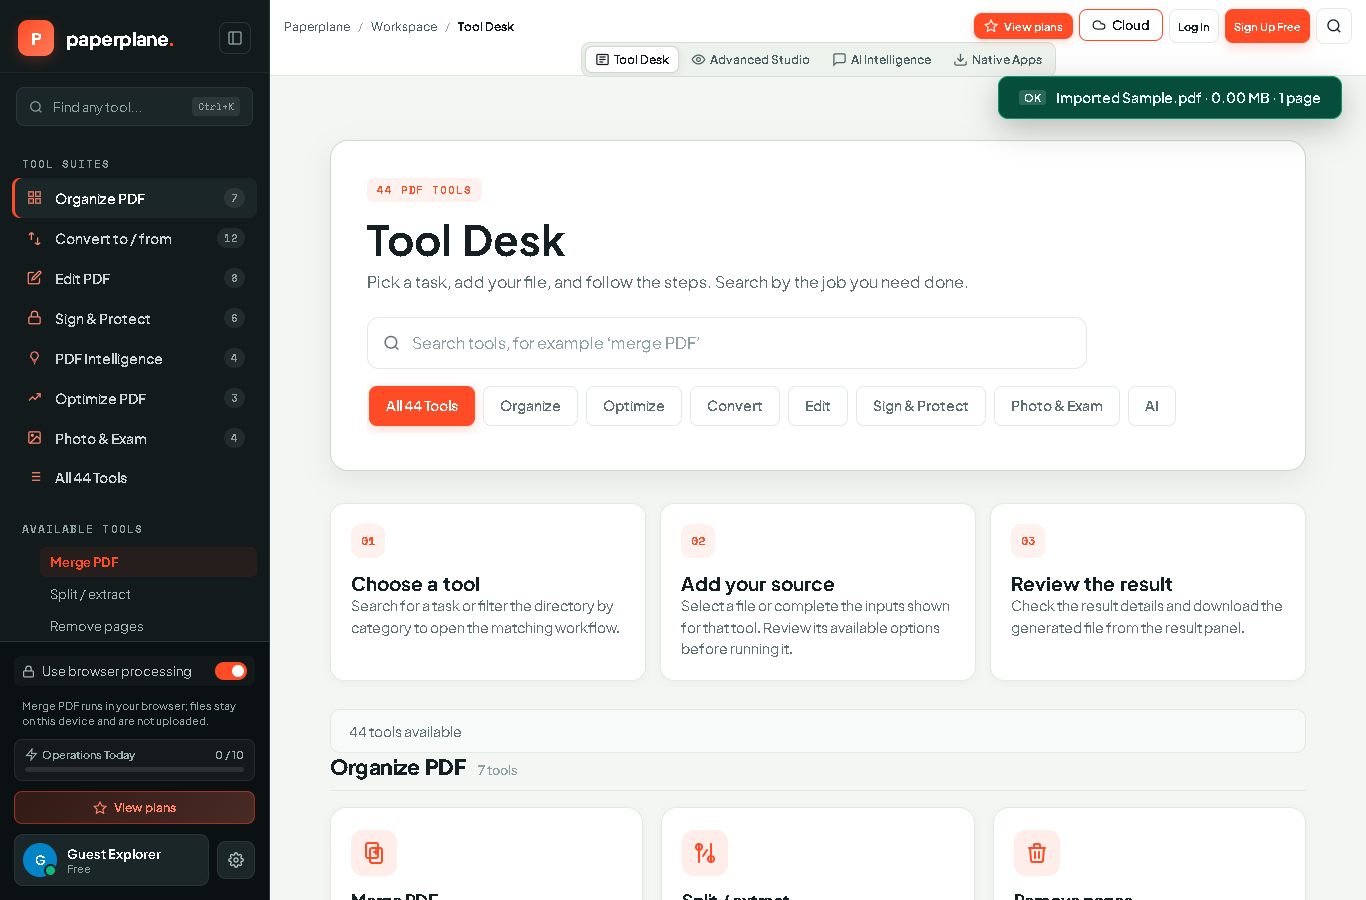 P
paperplane.
Find any tool...
Ctrl+K
TOOL SUITES
Organize PDF
7
Convert to / from
12
Edit PDF
8
Sign & Protect
6
PDF Intelligence
4
Optimize PDF
3
Photo & Exam
4
All 44 Tools
AVAILABLE TOOLS
Merge PDF
Split / extract
Remove pages
Use browser processing
Merge PDF runs in your browser; files stay
on this device and are not uploaded.
Operations Today
0 / 10
View plans
G
Guest Explorer
Free
Paperplane / Workspace / Tool Desk
View plans
Cloud
Log In
Sign Up Free
Tool Desk
Advanced Studio
AI Intelligence
Native Apps
OK Imported Sample.pdf · 0.00 MB · 1 page
44 PDF TOOLS
Tool Desk
Pick a task, add your file, and follow the steps. Search by the job you need done.
Search tools, for example ‘merge PDF’
All 44 Tools
Organize
Optimize
Convert
Edit
Sign & Protect
Photo & Exam
AI
01
Choose a tool
Search for a task or filter the directory by
category to open the matching workflow.
02
Add your source
Select a file or complete the inputs shown
for that tool. Review its available options
before running it.
03
Review the result
Check the result details and download the
generated file from the result panel.
44 tools available
Organize PDF
7 tools
Merge PDF
Split / extract
Remove pages